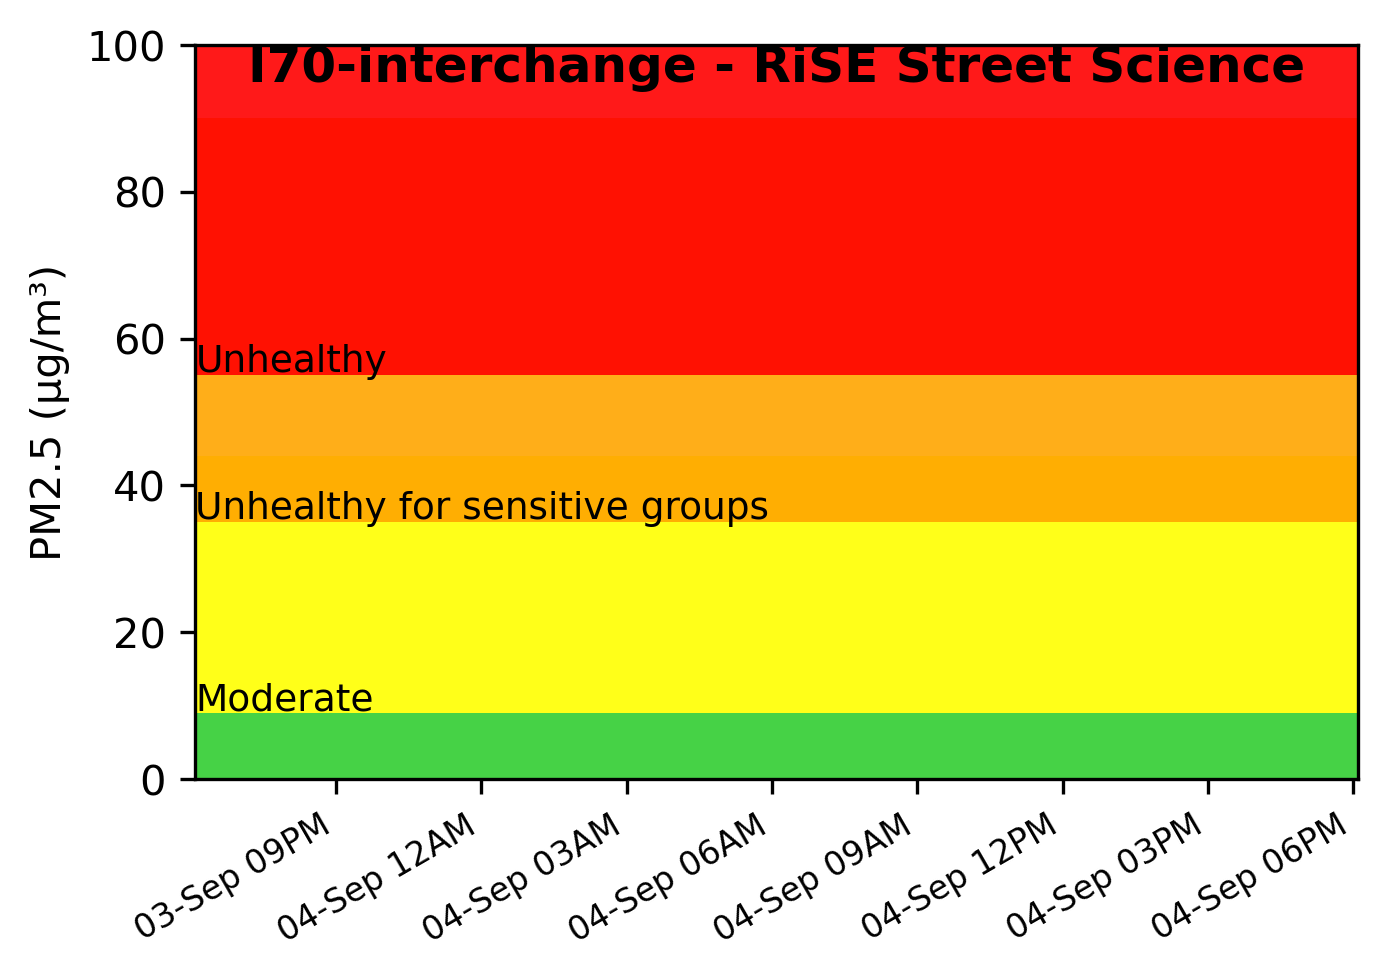 I70-interchange - RiSE Street Science
PM2.5 (µg/m³)
100
80
60
40
20
0
Unhealthy
Unhealthy for sensitive groups
Moderate
03-Sep 09PM
04-Sep 12AM
04-Sep 03AM
04-Sep 06AM
04-Sep 09AM
04-Sep 12PM
04-Sep 03PM
04-Sep 06PM